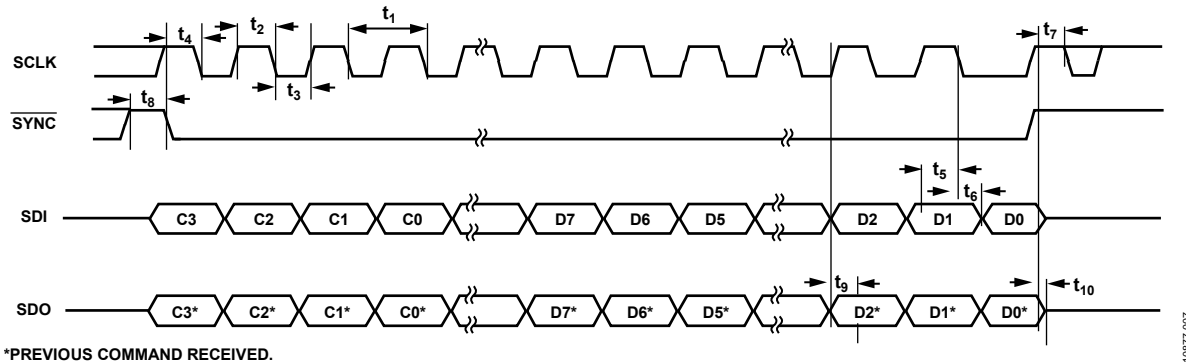 t4 t2 t1 t7
SCLK
t3
t8
SYNC
t5
t6
SDI C3 C2 C1 C0 D7 D6 D5 D2 D1 D0
t9
t10
SDO C3* C2* C1* C0* D7* D6* D5* D2* D1* D0*
*PREVIOUS COMMAND RECEIVED.